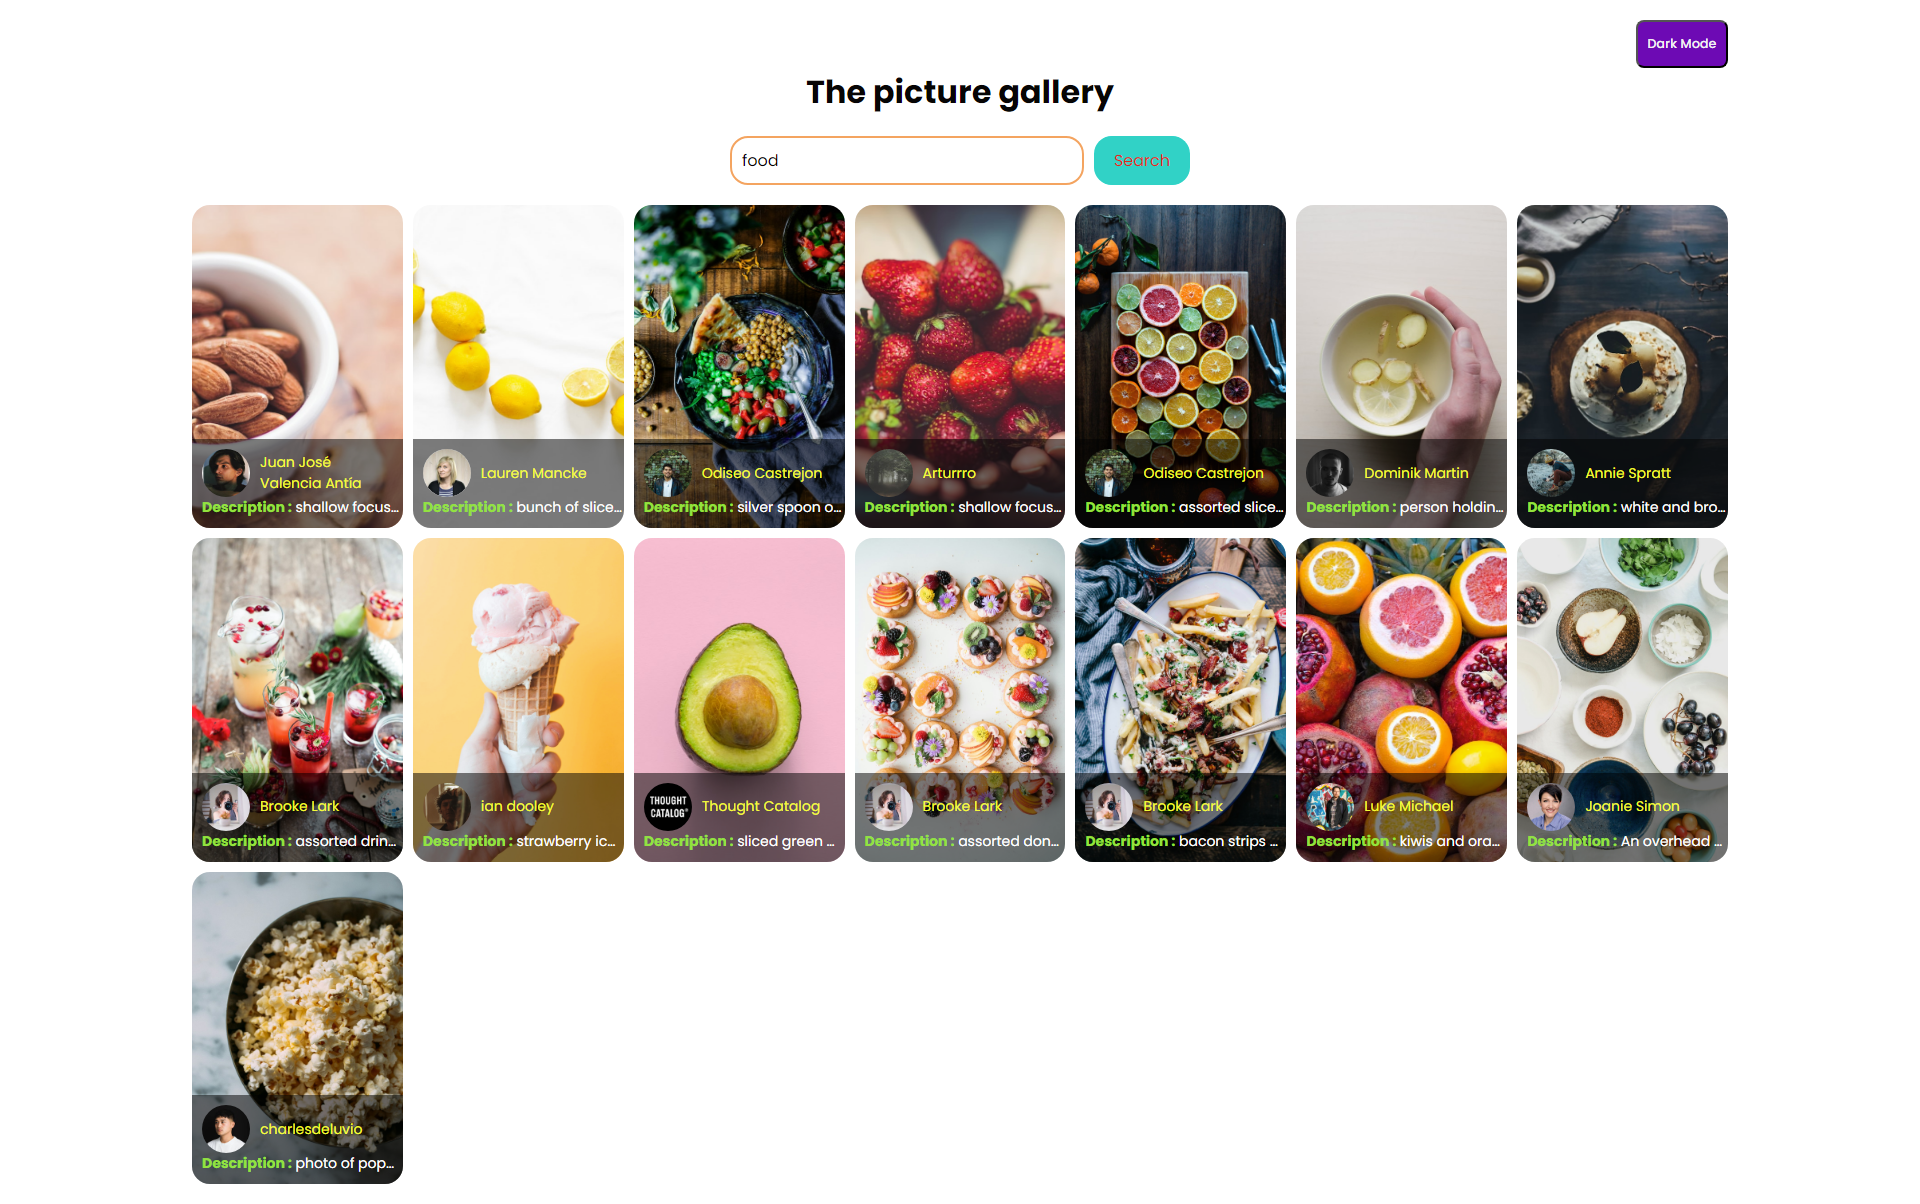 Dark Mode
The picture gallery
food
Search
Juan José
Valencia Antía
Description : shallow focus...
Lauren Mancke
Description : bunch of slice...
Odiseo Castrejon
Description : silver spoon o...
Arturrro
Description : shallow focus...
Odiseo Castrejon
Description : assorted slice...
Dominik Martin
Description : person holdin...
Annie Spratt
Description : white and bro...
Brooke Lark
Description : assorted drin...
ian dooley
Description : strawberry ic...
THOUGHT
CATALOG
Thought Catalog
Description : sliced green ...
Brooke Lark
Description : assorted don...
Brooke Lark
Description : bacon strips ...
Luke Michael
Description : kiwis and ora...
Joanie Simon
Description : An overhead ...
charlesdeluvio
Description : photo of pop...